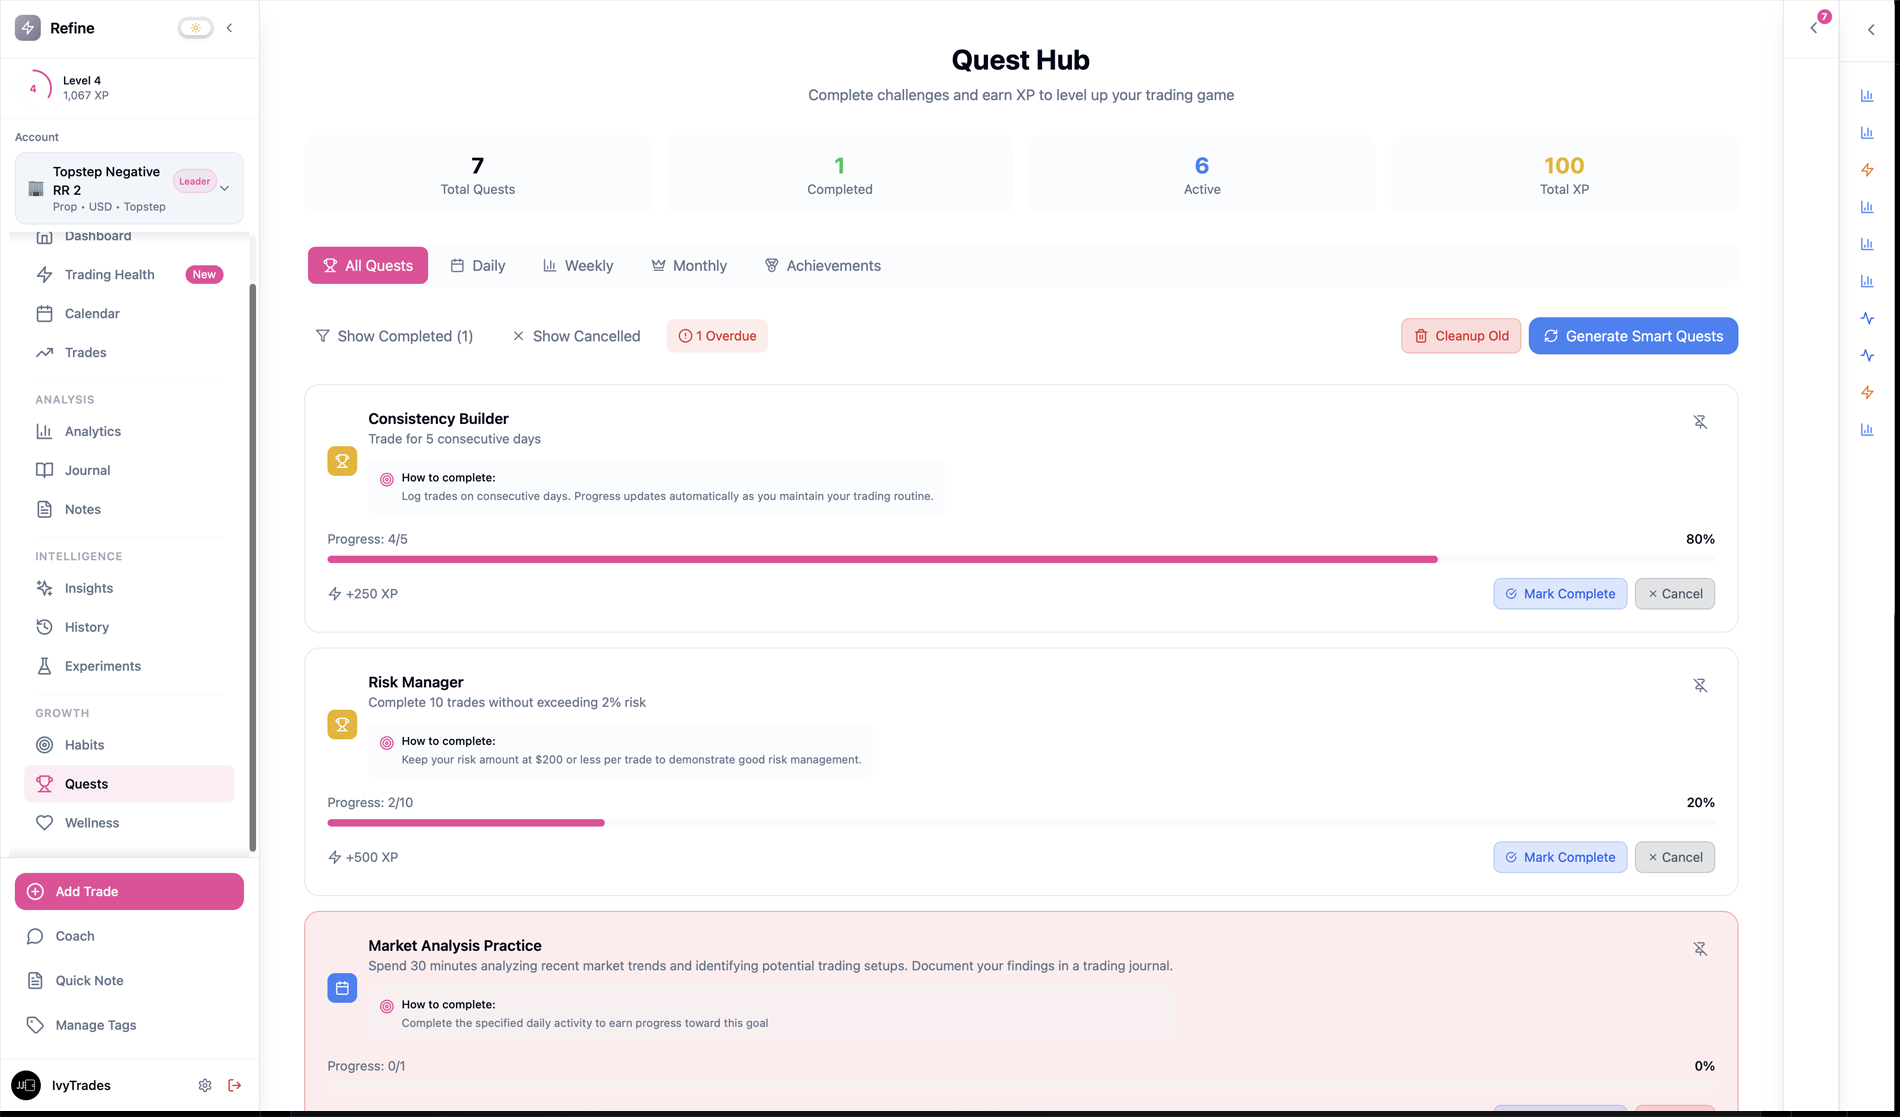 Refine
4
Level 4
1,067 XP
Account
Topstep Negative
RR 2
Leader
Prop • USD • Topstep
Dashboard
Trading Health
New
Calendar
Trades
ANALYSIS
Analytics
Journal
Notes
INTELLIGENCE
Insights
History
Experiments
GROWTH
Habits
Quests
Wellness
Add Trade
Coach
Quick Note
Manage Tags
IvyTrades
Quest Hub
Complete challenges and earn XP to level up your trading game
7
Total Quests
1
Completed
6
Active
100
Total XP
All Quests
Daily
Weekly
Monthly
Achievements
Show Completed (1)
Show Cancelled
1 Overdue
Cleanup Old
Generate Smart Quests
Consistency Builder
Trade for 5 consecutive days
How to complete:
Log trades on consecutive days. Progress updates automatically as you maintain your trading routine.
Progress: 4/5
80%
+250 XP
Mark Complete
Cancel
Risk Manager
Complete 10 trades without exceeding 2% risk
How to complete:
Keep your risk amount at $200 or less per trade to demonstrate good risk management.
Progress: 2/10
20%
+500 XP
Mark Complete
Cancel
Market Analysis Practice
Spend 30 minutes analyzing recent market trends and identifying potential trading setups. Document your findings in a trading journal.
How to complete:
Complete the specified daily activity to earn progress toward this goal
Progress: 0/1
0%
7